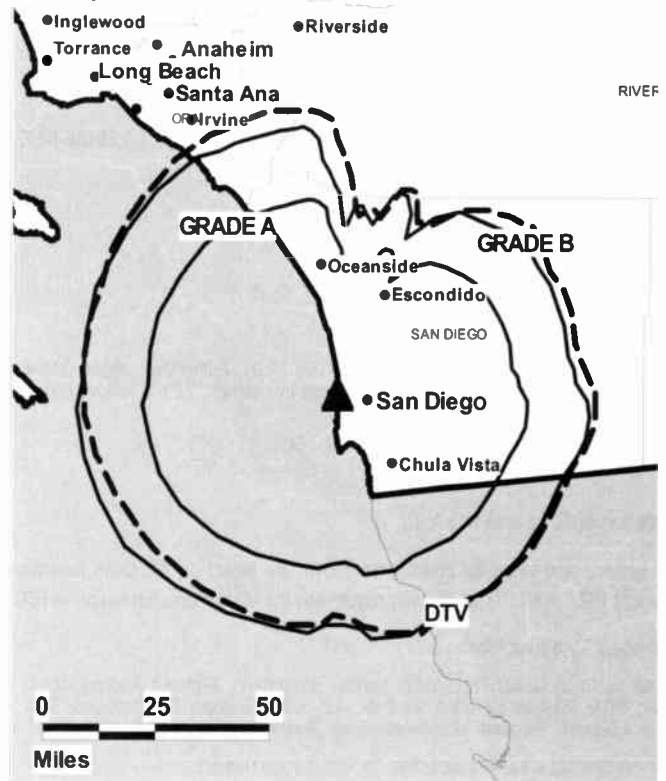 Inglewood
Riverside
Torrance
Anaheim
Long Beach
RIVER
Santa Ana
Irvine
GRADE A
GRADE B
Oceanside
Escondido
SAN DIEGO
San Diego
Chula Vista
DTV
0 25 50
Miles